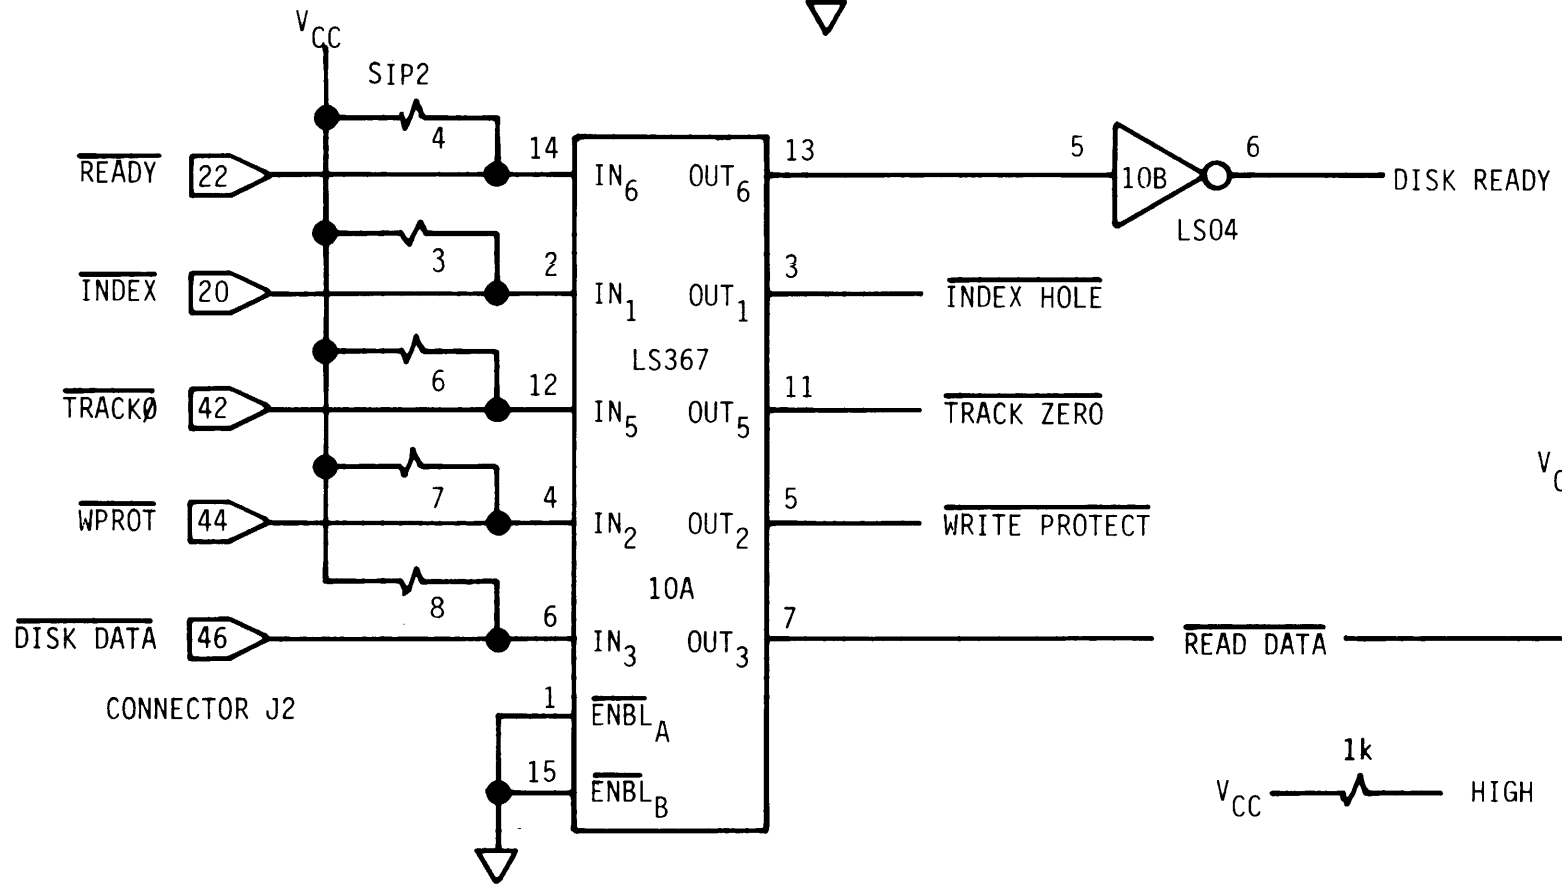 VCC
SIP2
4
READY 22 14 IN6 OUT6 13 5 10B 6 DISK READY
LS04
3
INDEX 20 2 IN1 OUT1 3 INDEX HOLE
LS367
6
TRACKØ 42 12 IN5 OUT5 11 TRACK ZERO
7
WPROT 44 4 IN2 OUT2 5 WRITE PROTECT
10A
8
DISK DATA 46 6 IN3 OUT3 7 READ DATA
CONNECTOR J2
1 ENBLA
15 ENBLB
1k
VCC HIGH
VC